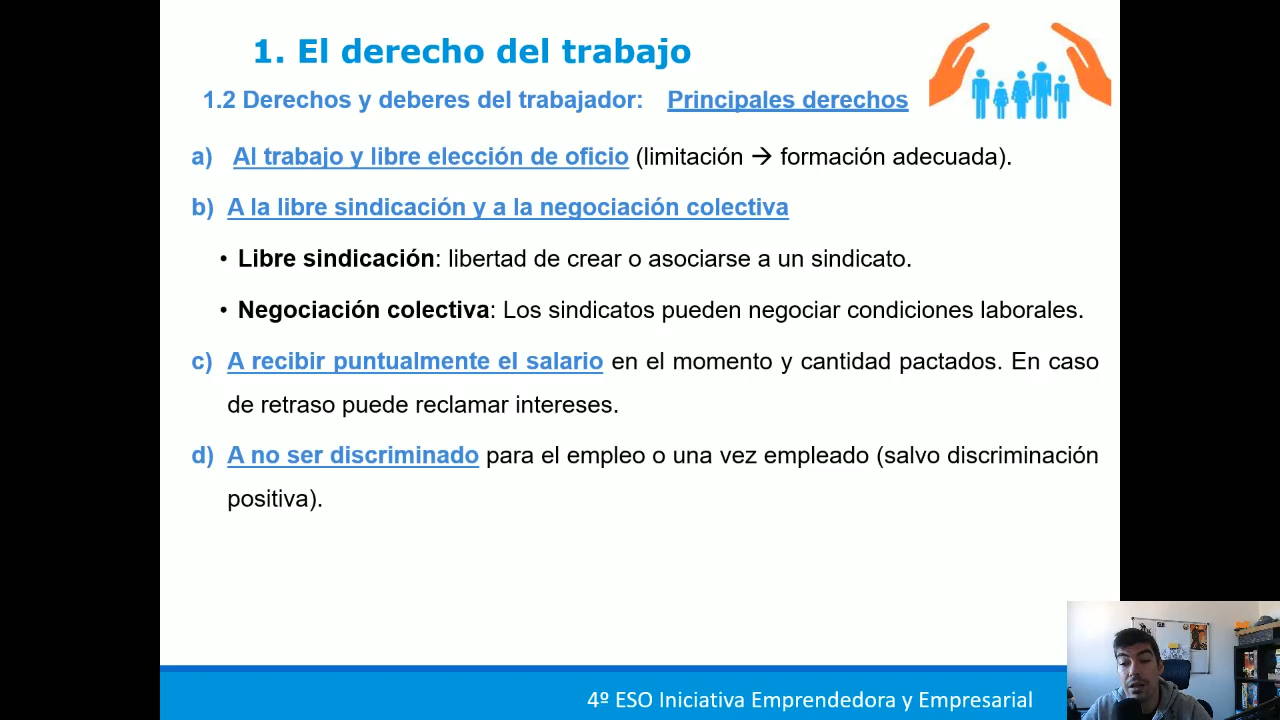 1. El derecho del trabajo
1.2 Derechos y deberes del trabajador: Principales derechos
a) Al trabajo y libre elección de oficio (limitación → formación adecuada).
b) A la libre sindicación y a la negociación colectiva
• Libre sindicación: libertad de crear o asociarse a un sindicato.
• Negociación colectiva: Los sindicatos pueden negociar condiciones laborales.
c) A recibir puntualmente el salario en el momento y cantidad pactados. En caso
de retraso puede reclamar intereses.
d) A no ser discriminado para el empleo o una vez empleado (salvo discriminación
positiva).
4º ESO Iniciativa Emprendedora y Empresarial